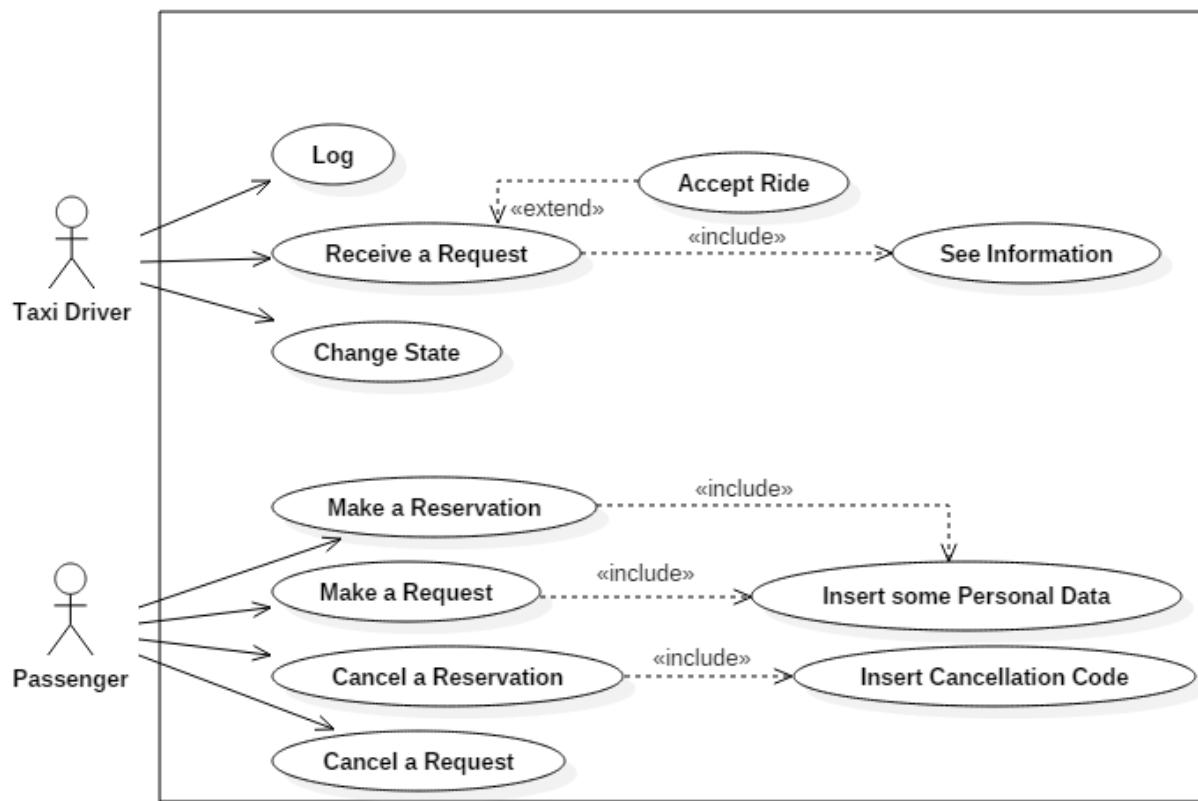 Log
Accept Ride
«extend»
«include»
Receive a Request
See Information
Taxi Driver
Change State
«include»
Make a Reservation
«include»
Make a Request
Insert some Personal Data
«include»
Passenger
Cancel a Reservation
Insert Cancellation Code
Cancel a Request